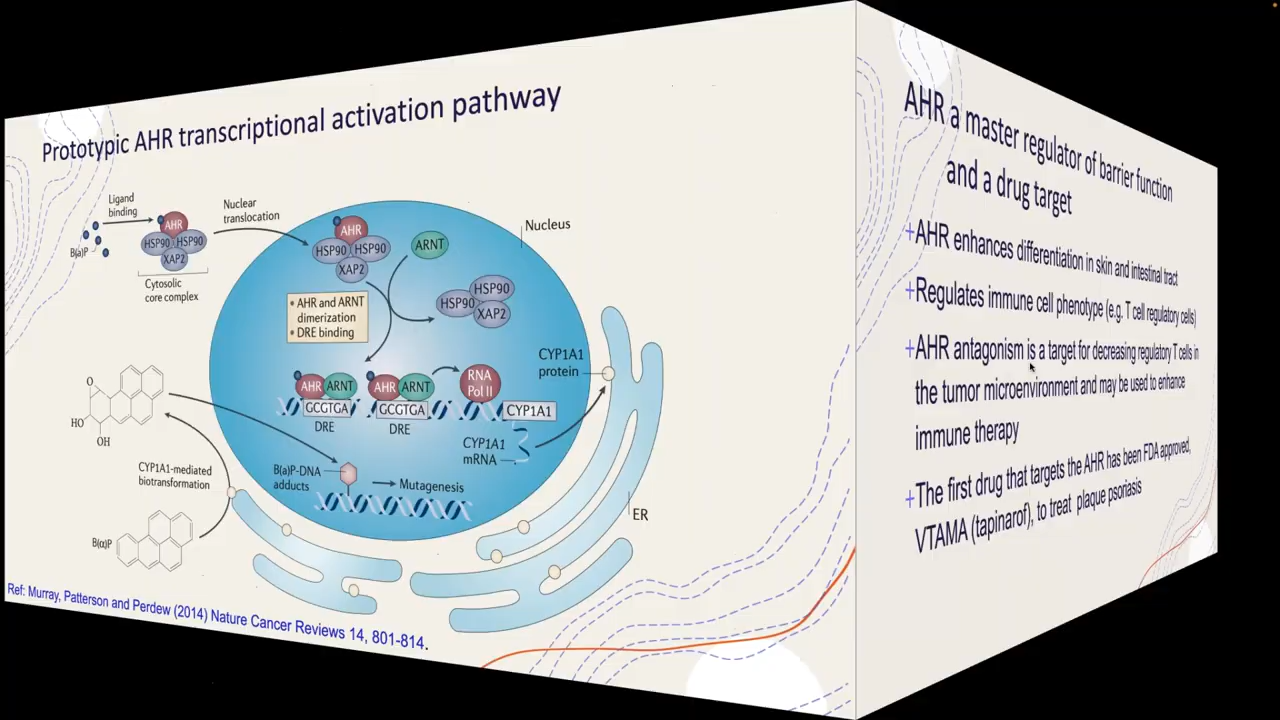 Prototypic AHR transcriptional activation pathway
Ligand
binding
Nuclear
translocation
B(a)P
AHR
HSP90 HSP90
XAP2
Cytosolic
core complex
AHR
HSP90 HSP90
XAP2
ARNT
Nucleus
HSP90
HSP90
XAP2
• AHR and ARNT
dimerization
• DRE binding
CYP1A1
protein
AHR ARNT
AHR ARNT
RNA
Pol II
GCGTGA
GCGTGA
CYP1A1
DRE
DRE
CYP1A1
mRNA
O
HO
OH
CYP1A1-mediated
biotransformation
B(a)P-DNA
adducts
Mutagenesis
ER
B(α)P
Ref: Murray, Patterson and Perdew (2014) Nature Cancer Reviews 14, 801-814.
AHR a master regulator of barrier function
and a drug target
+AHR enhances differentiation in skin and intestinal tract
+Regulates immune cell phenotype (e.g. T cell regulatory cells)
+AHR antagonism is a target for decreasing regulatory T cells in
the tumor microenvironment and may be used to enhance
immune therapy
+The first drug that targets the AHR has been FDA approved,
VTAMA (tapinarof), to treat plaque psoriasis